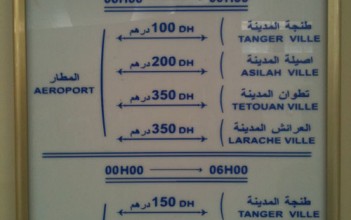 100 DH درهم
طنجة المدينة
TANGER VILLE
200 DH درهم
اصيلة المدينة
ASILAH VILLE
المطار
AEROPORT
350 DH درهم
تطوان المدينة
TETOUAN VILLE
350 DH درهم
العرائش المدينة
LARACHE VILLE
00H00 06H00
150 DH درهم
طنجة المدينة
TANGER VILLE